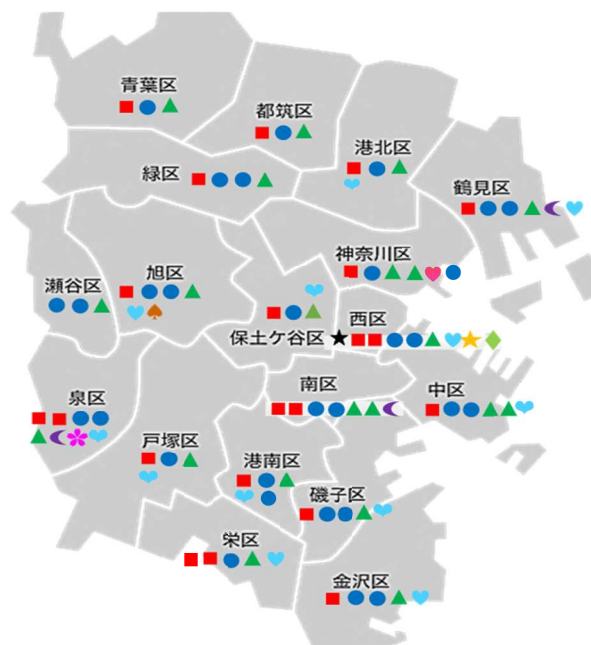 青葉区
都筑区
港北区
緑区
鶴見区
神奈川区
瀬谷区
旭区
保土ケ谷区
西区
泉区
南区
中区
戸塚区
港南区
磯子区
栄区
金沢区